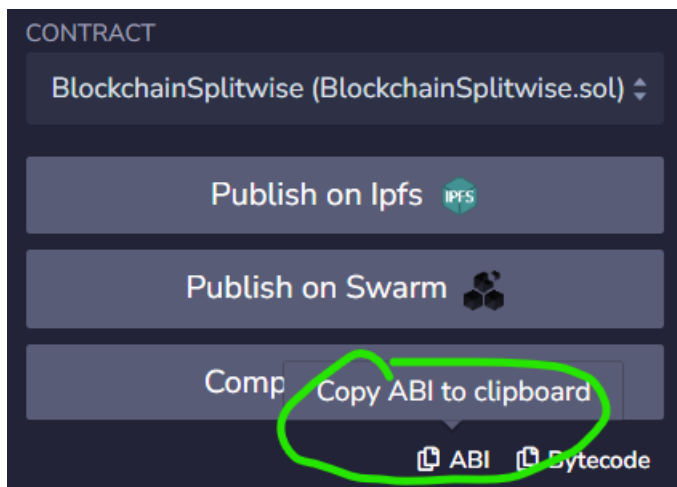 CONTRACT
BlockchainSplitwise (BlockchainSplitwise.sol)
Publish on Ipfs IPFS
Publish on Swarm
Comp
Copy ABI to clipboard
ABI Bytecode